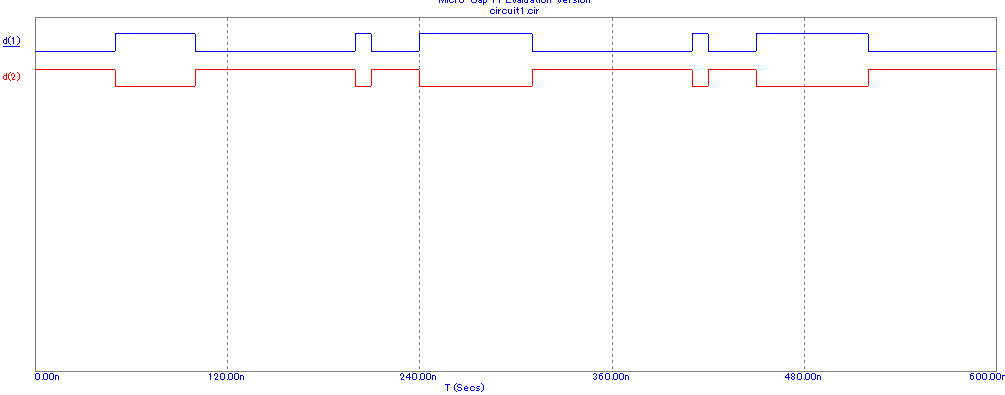 Micro-Cap 11 Evaluation Version
circuit1.cir
d(1)
d(2)
0.00n 120.00n 240.00n 360.00n 480.00n 600.00n
T (Secs)